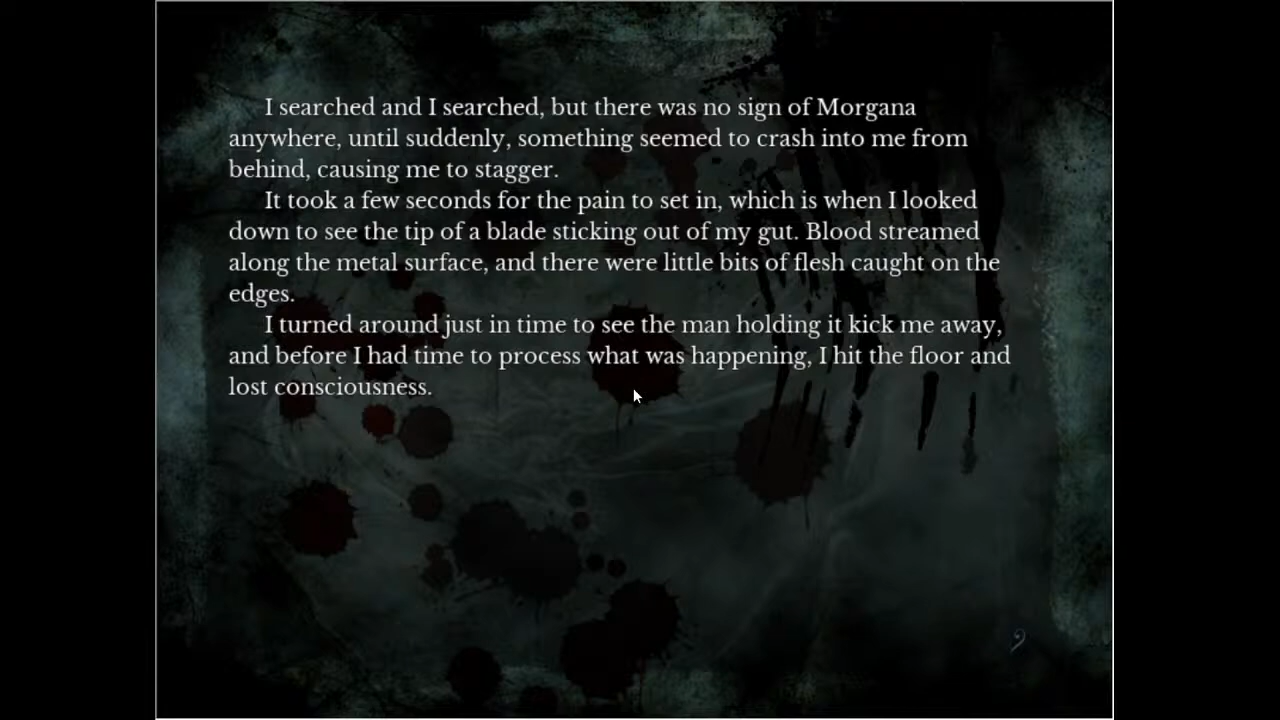 I searched and I searched, but there was no sign of Morgana
anywhere, until suddenly, something seemed to crash into me from
behind, causing me to stagger.
It took a few seconds for the pain to set in, which is when I looked
down to see the tip of a blade sticking out of my gut. Blood streamed
along the metal surface, and there were little bits of flesh caught on the
edges.
I turned around just in time to see the man holding it kick me away,
and before I had time to process what was happening, I hit the floor and
lost consciousness.